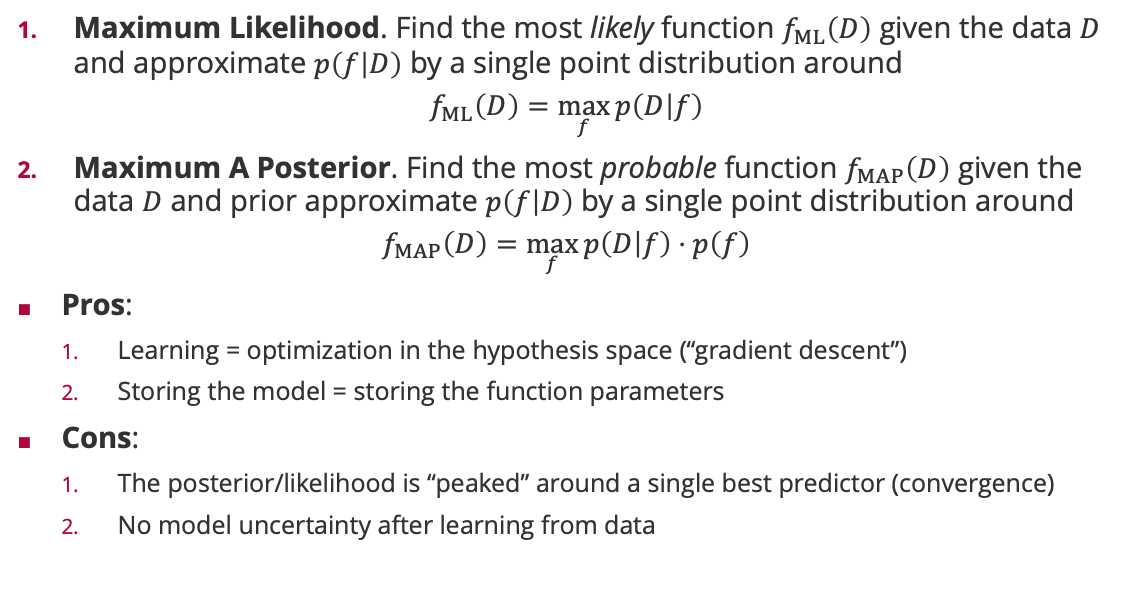 1. Maximum Likelihood. Find the most likely function f_ML(D) given the data D
and approximate p(f|D) by a single point distribution around
f_ML(D) = max_f p(D|f)
2. Maximum A Posterior. Find the most probable function f_MAP(D) given the
data D and prior approximate p(f|D) by a single point distribution around
f_MAP(D) = max_f p(D|f) · p(f)
▪ Pros:
1. Learning = optimization in the hypothesis space (“gradient descent”)
2. Storing the model = storing the function parameters
▪ Cons:
1. The posterior/likelihood is “peaked” around a single best predictor (convergence)
2. No model uncertainty after learning from data